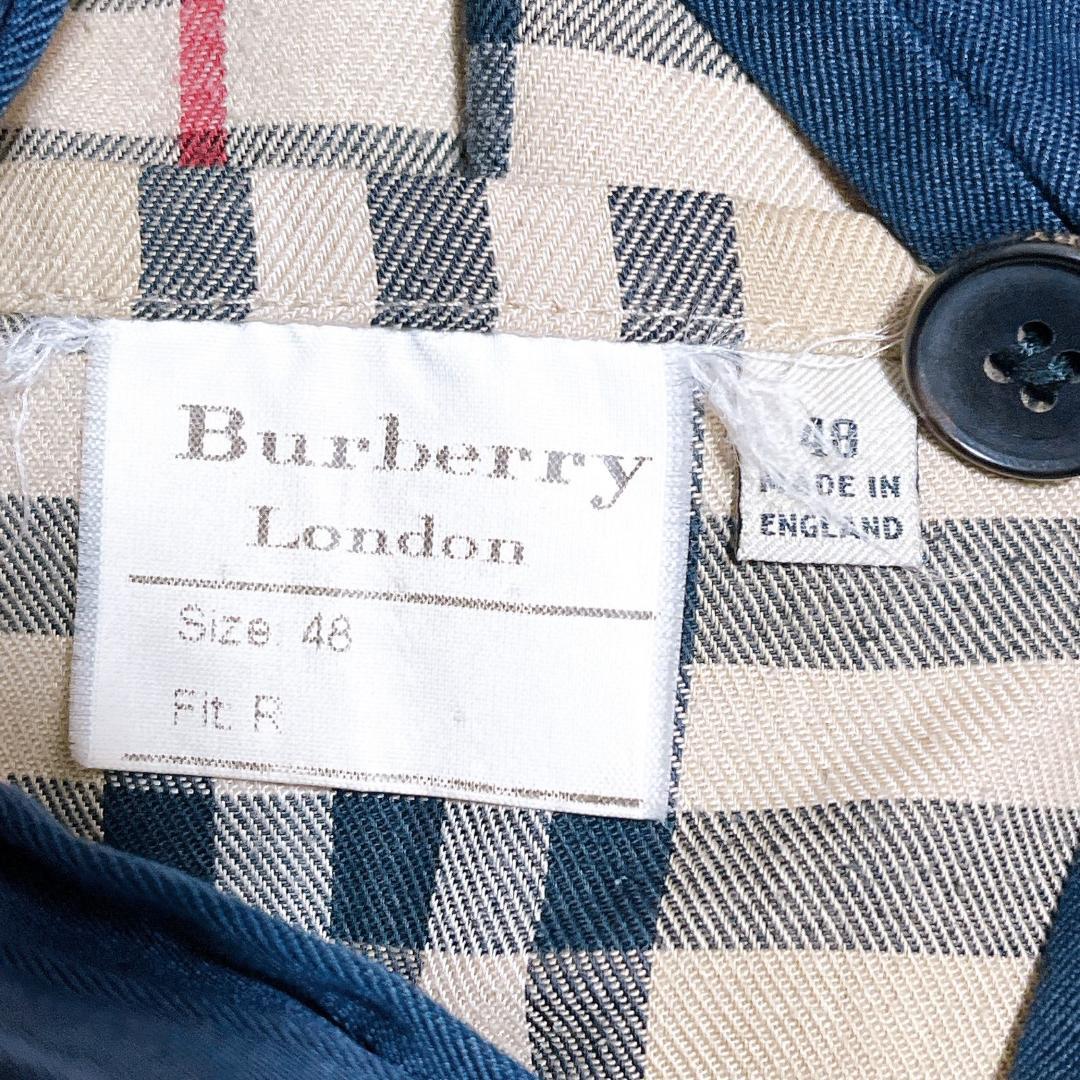 Burberry
London
Size 48
Fit R
48
MADE IN
ENGLAND